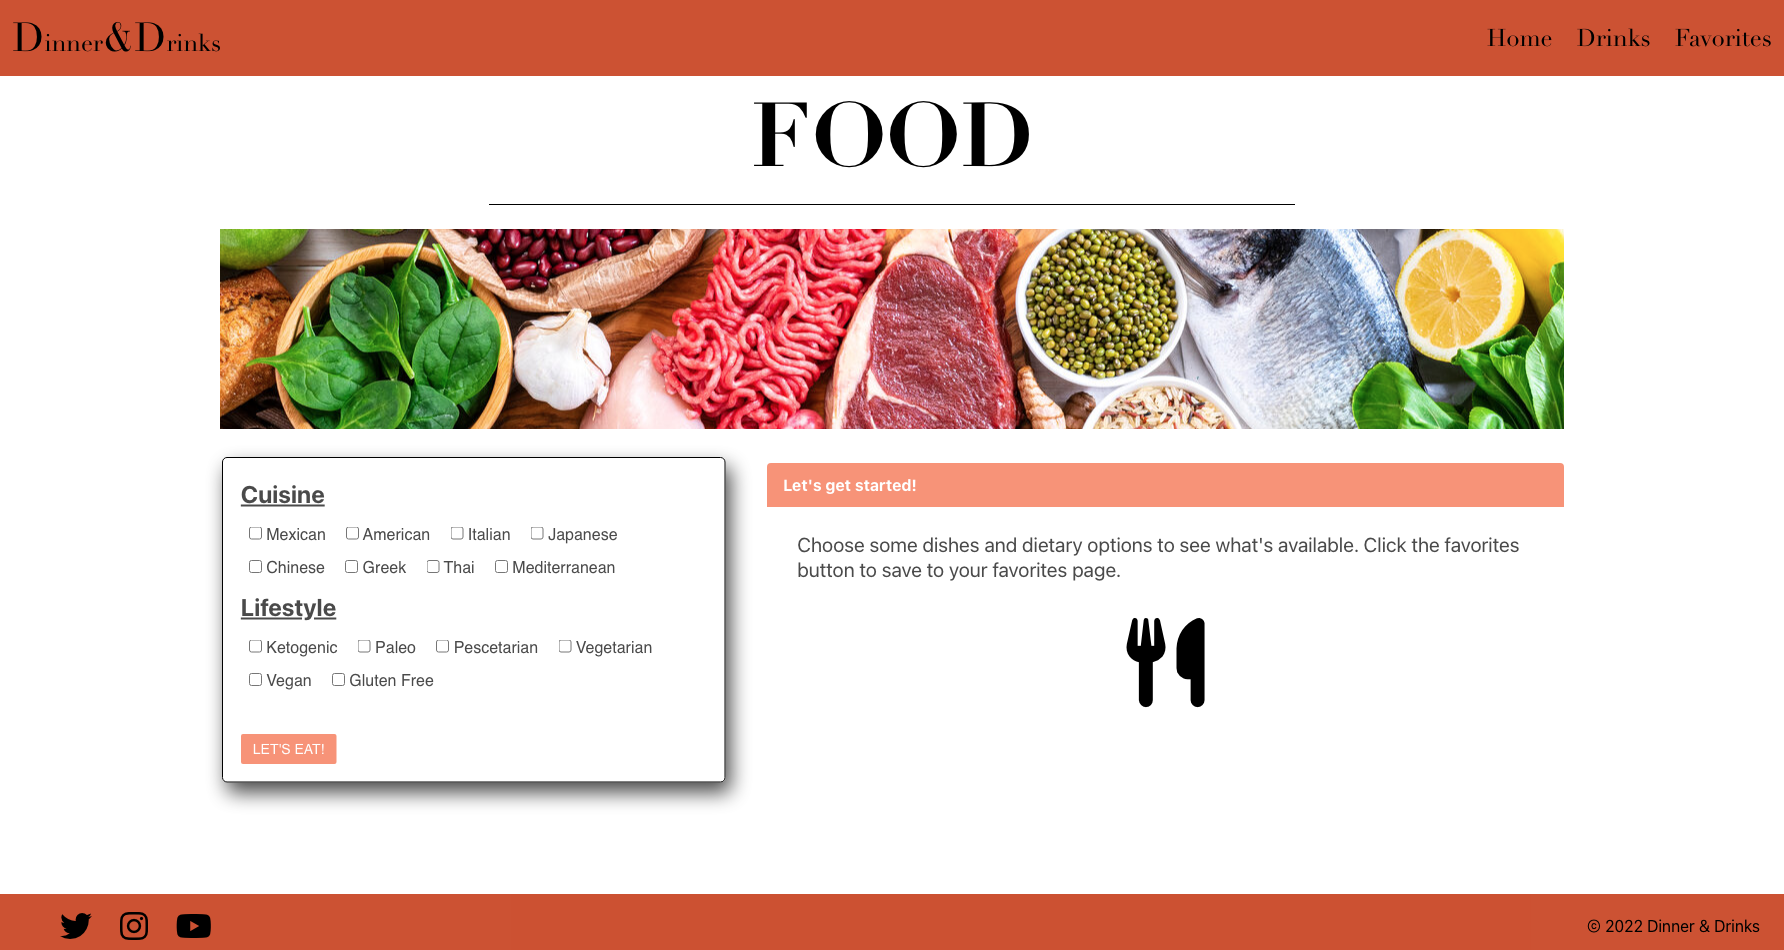 Dinner&Drinks
Home Drinks Favorites
FOOD
Cuisine
Mexican American Italian Japanese
Chinese Greek Thai Mediterranean
Lifestyle
Ketogenic Paleo Pescetarian Vegetarian
Vegan Gluten Free
LET'S EAT!
Let's get started!
Choose some dishes and dietary options to see what's available. Click the favorites
button to save to your favorites page.
© 2022 Dinner & Drinks